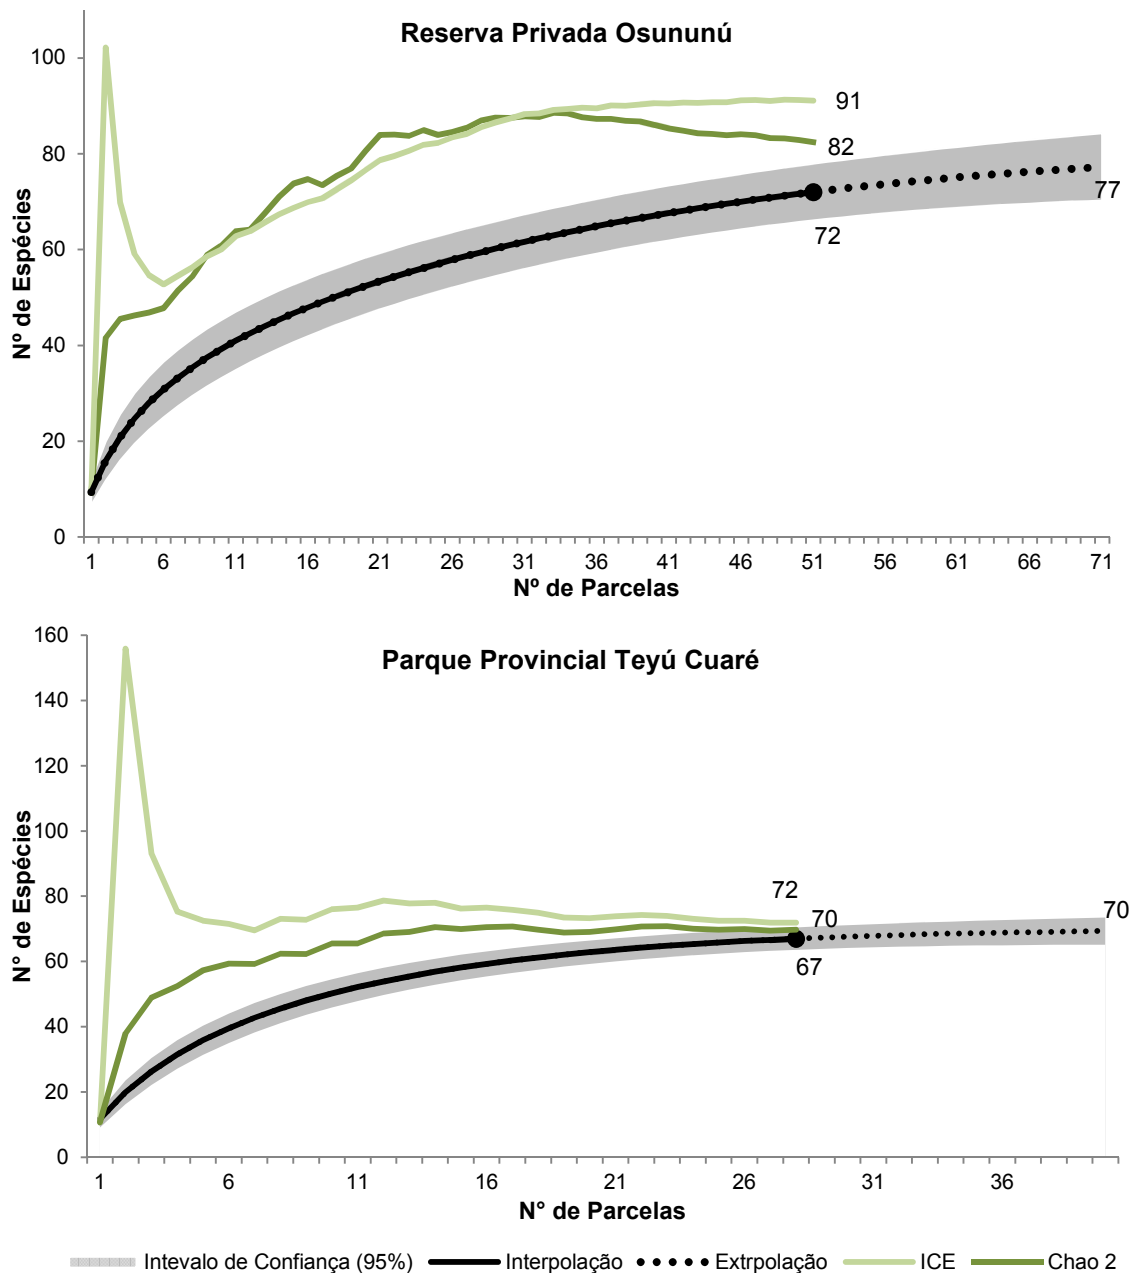 Reserva Privada Osununú
Nº de Espécies
100
80
60
40
20
0
91
82
77
72
1 6 11 16 21 26 31 36 41 46 51 56 61 66 71
Nº de Parcelas
Parque Provincial Teyú Cuaré
N° de Espécies
160
140
120
100
80
60
40
20
0
72
70
70
67
1 6 11 16 21 26 31 36
N° de Parcelas
Intevalo de Confiança (95%) Interpolação Extrpolação ICE Chao 2